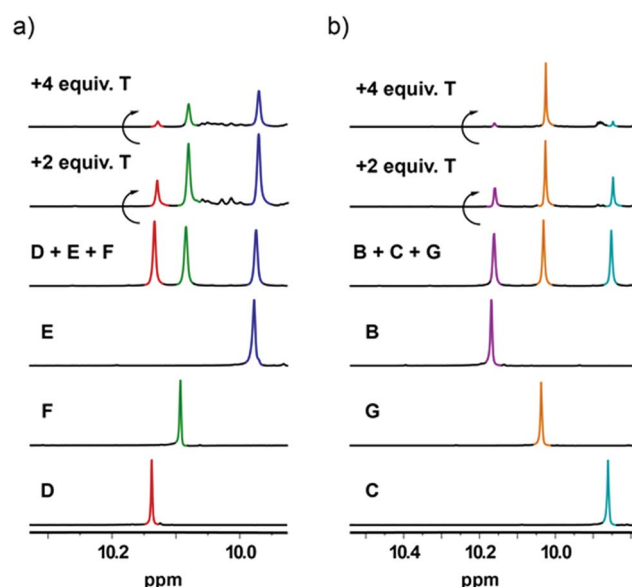 a)
+4 equiv. T
+2 equiv. T
D + E + F
E
F
D
10.2 10.0
ppm
b)
+4 equiv. T
+2 equiv. T
B + C + G
B
G
C
10.4 10.2 10.0
ppm